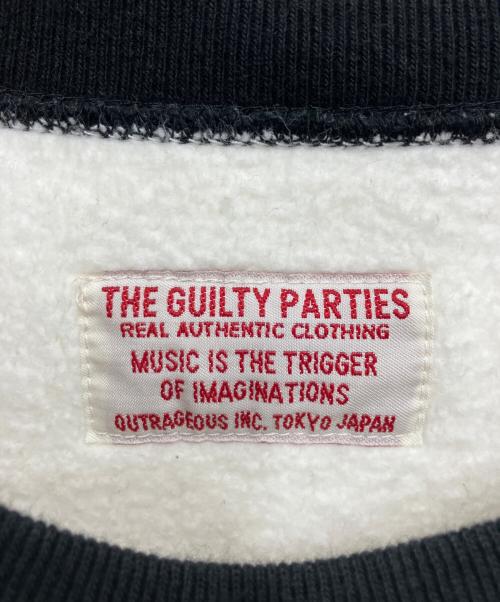 THE GUILTY PARTIES
REAL AUTHENTIC CLOTHING
MUSIC IS THE TRIGGER
OF IMAGINATIONS
OUTRAGEOUS INC. TOKYO JAPAN